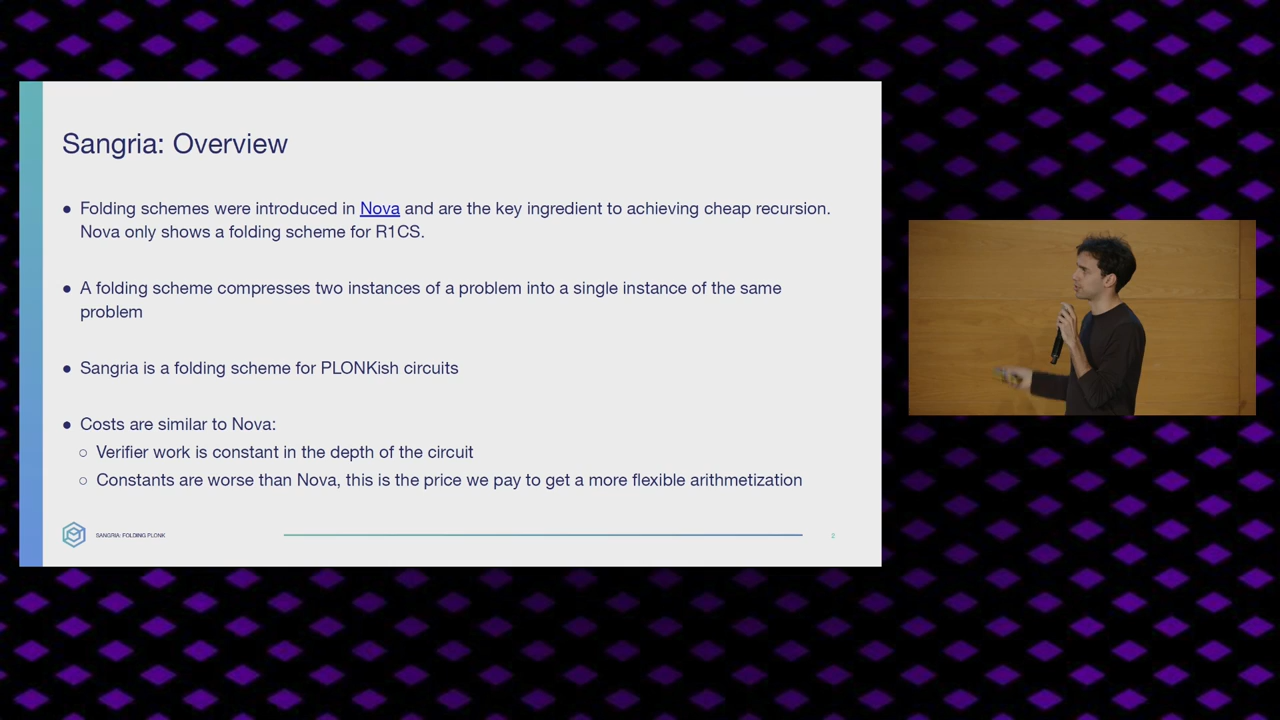 Sangria: Overview
● Folding schemes were introduced in Nova and are the key ingredient to achieving cheap recursion.
Nova only shows a folding scheme for R1CS.
● A folding scheme compresses two instances of a problem into a single instance of the same
problem
● Sangria is a folding scheme for PLONKish circuits
● Costs are similar to Nova:
○ Verifier work is constant in the depth of the circuit
○ Constants are worse than Nova, this is the price we pay to get a more flexible arithmetization
SANGRIA: FOLDING PLONK
2